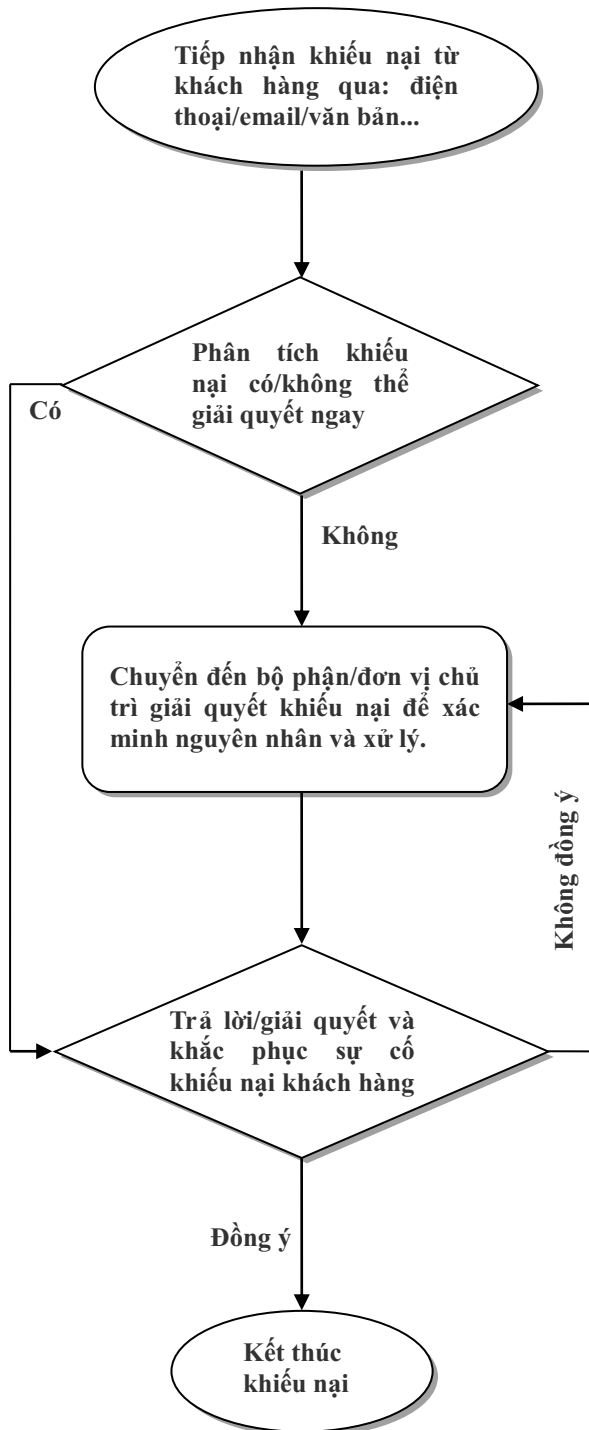 Tiếp nhận khiếu nại từ
khách hàng qua: điện
thoại/email/văn bản...
Phân tích khiếu
nại có/không thể
giải quyết ngay
Có
Không
Chuyển đến bộ phận/đơn vị chủ
trì giải quyết khiếu nại để xác
minh nguyên nhân và xử lý.
Không đồng ý
Trả lời/giải quyết và
khắc phục sự cố
khiếu nại khách hàng
Đồng ý
Kết thúc
khiếu nại